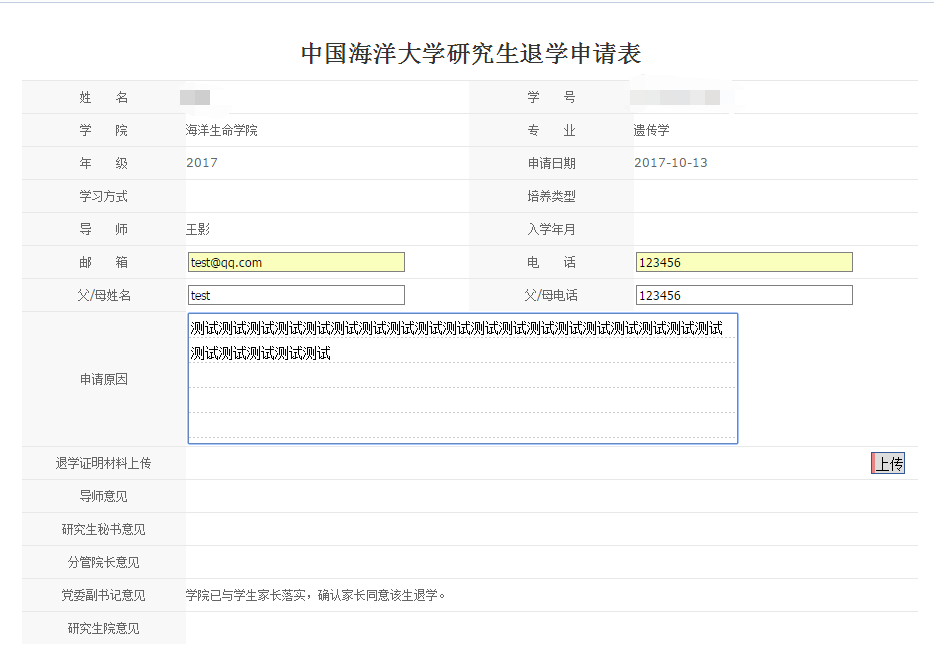 中国海洋大学研究生退学申请表
姓 名 学 号
学 院 海洋生命学院 专 业 遗传学
年 级 2017 申请日期 2017-10-13
学习方式 培养类型
导 师 王影 入学年月
邮 箱 test@qq.com 电 话 123456
父/母姓名 test 父/母电话 123456
申请原因 测试测试测试测试测试测试测试测试测试测试测试测试测试测试测试测试测试测试测试
测试测试测试测试测试
退学证明材料上传 上传
导师意见
研究生秘书意见
分管院长意见
党委副书记意见 学院已与学生家长落实，确认家长同意该生退学。
研究生院意见